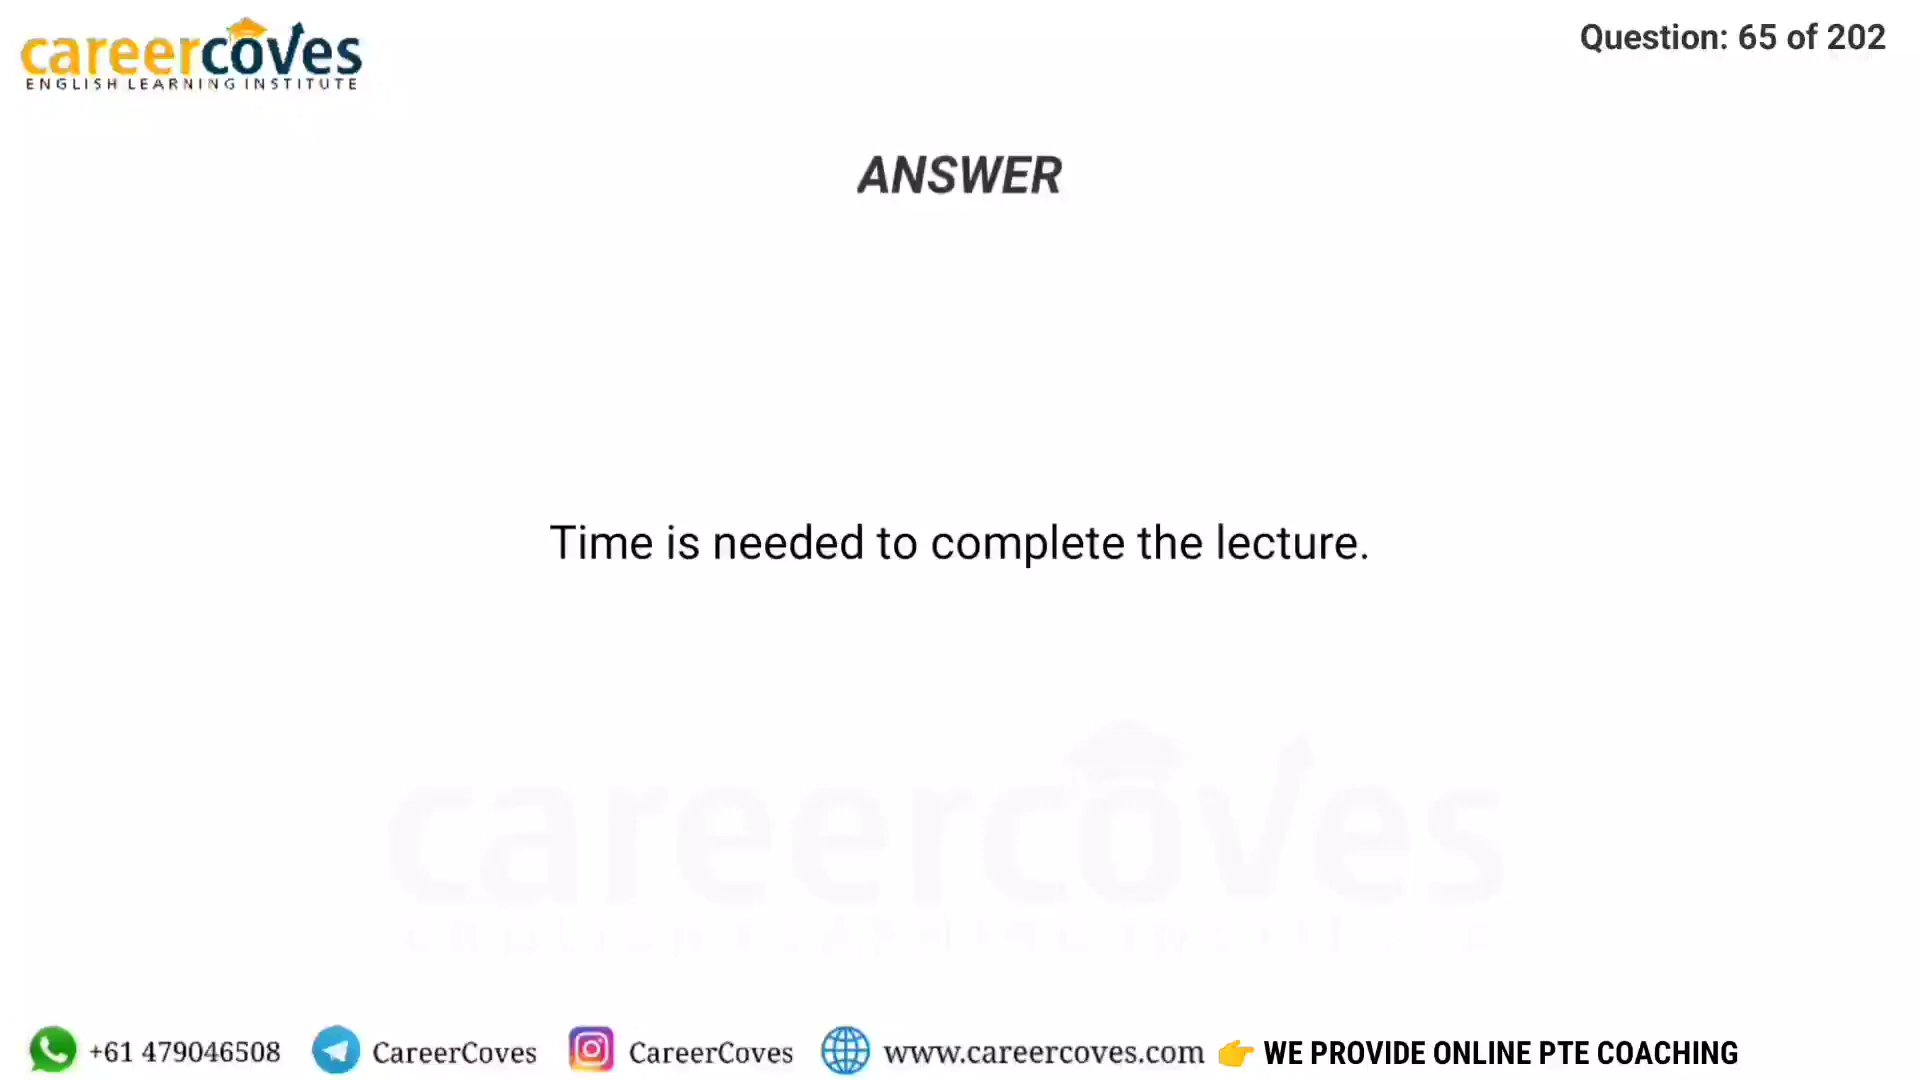 careercoves
ENGLISH LEARNING INSTITUTE
Question: 65 of 202
ANSWER
Time is needed to complete the lecture.
careercoves
+61 479046508 CareerCoves CareerCoves www.careercoves.com 👉 WE PROVIDE ONLINE PTE COACHING